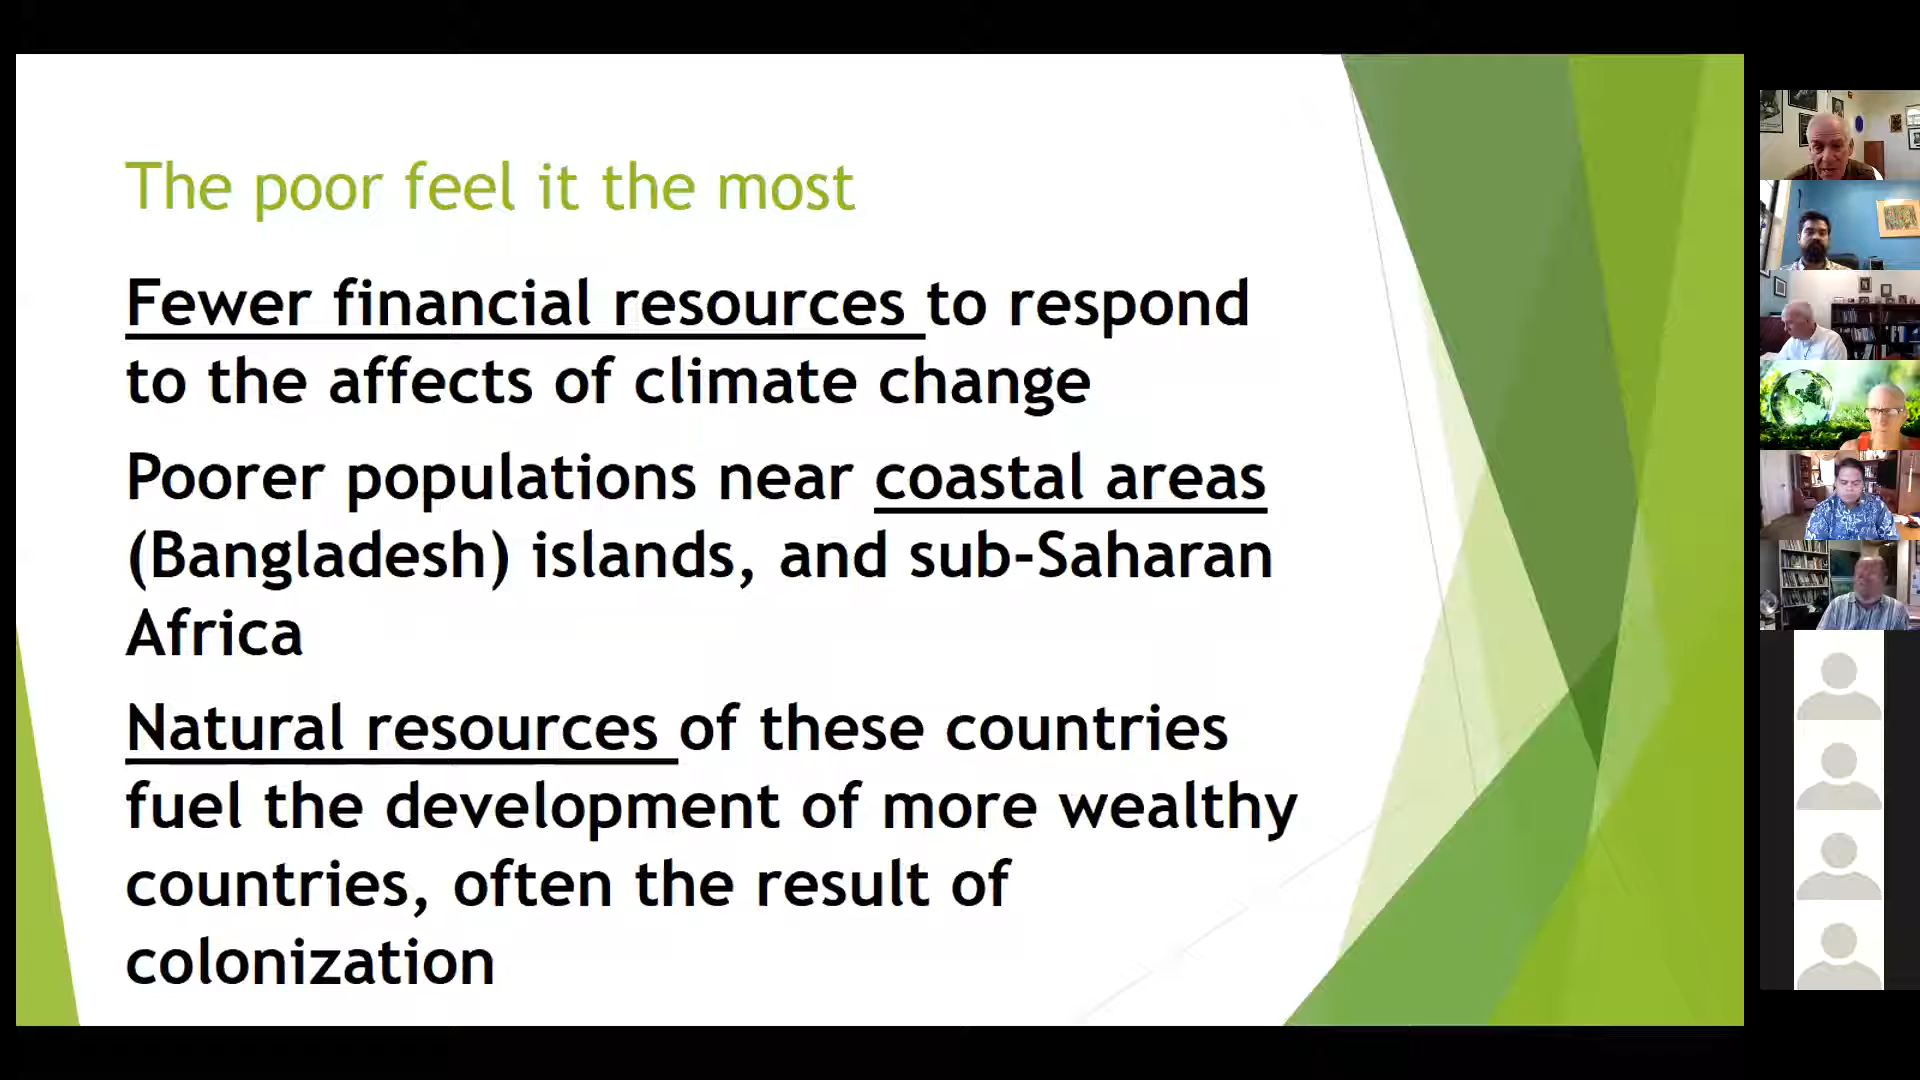 The poor feel it the most
Fewer financial resources to respond
to the affects of climate change
Poorer populations near coastal areas
(Bangladesh) islands, and sub-Saharan
Africa
Natural resources of these countries
fuel the development of more wealthy
countries, often the result of
colonization